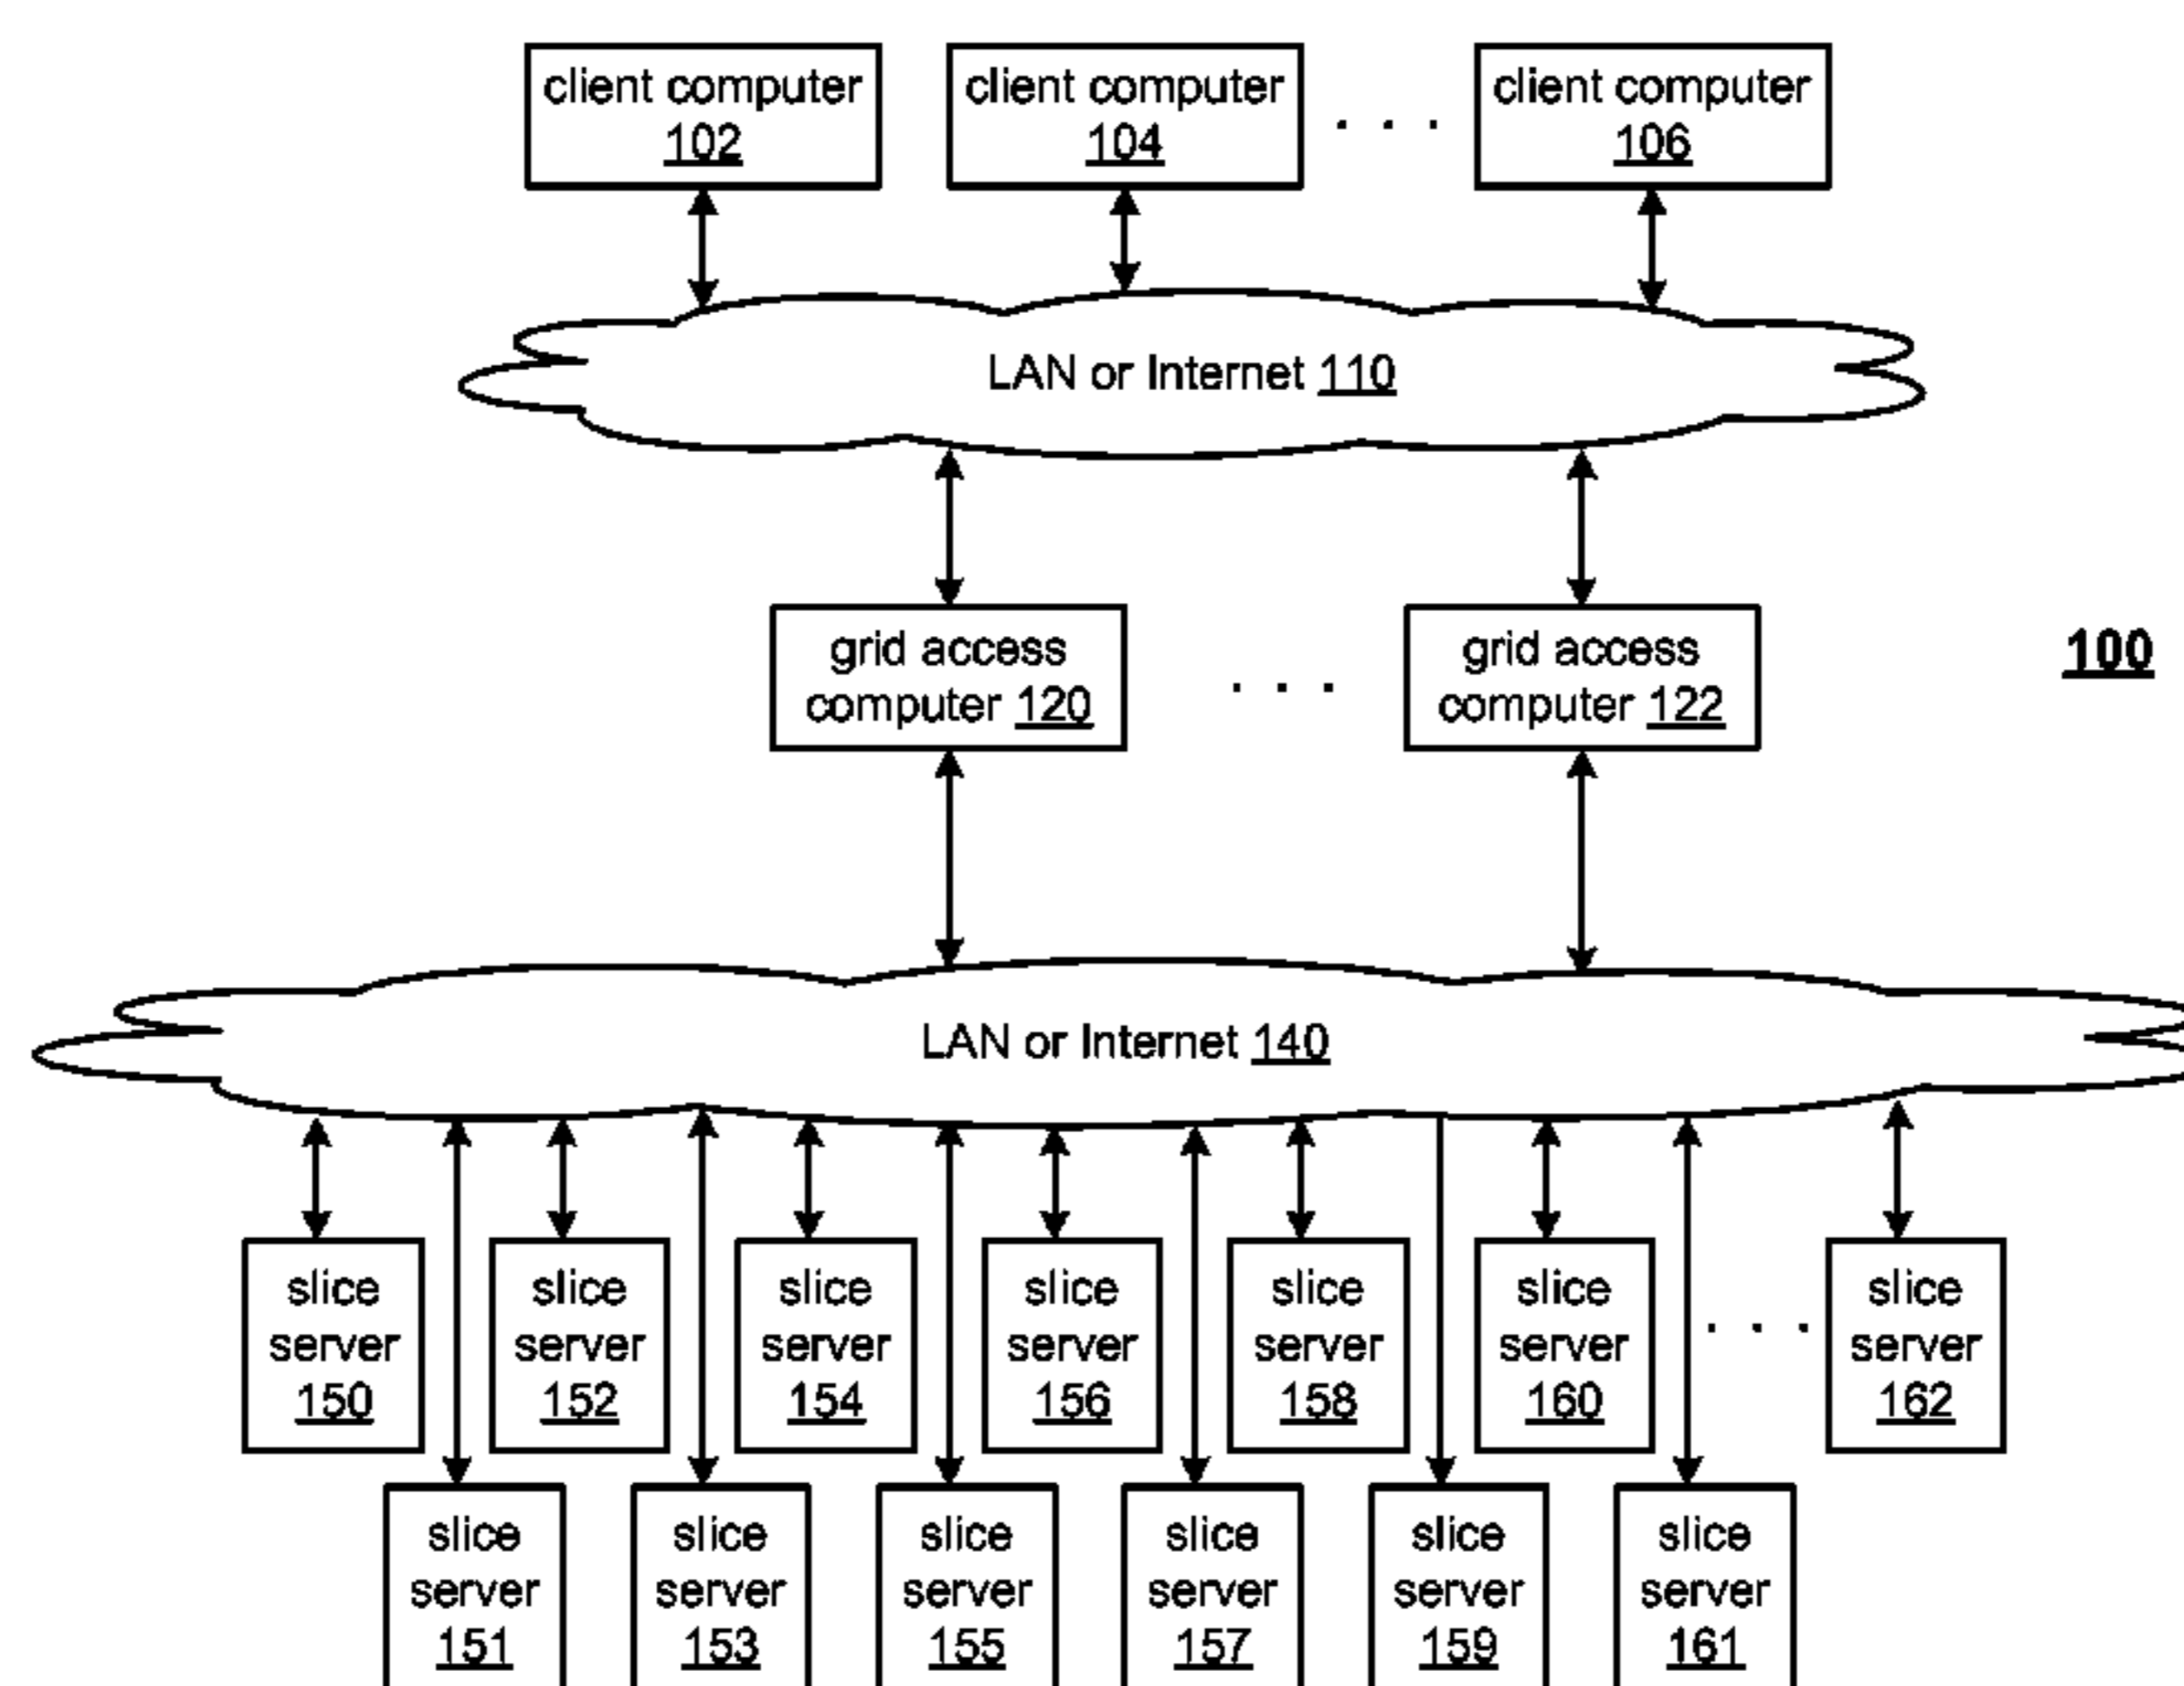 client computer
102
client computer
104
. . .
client computer
106
LAN or Internet 110
grid access
computer 120
. . .
grid access
computer 122
100
LAN or Internet 140
slice
server
150
slice
server
152
slice
server
154
slice
server
156
slice
server
158
slice
server
160
. . .
slice
server
162
slice
server
151
slice
server
153
slice
server
155
slice
server
157
slice
server
159
slice
server
161